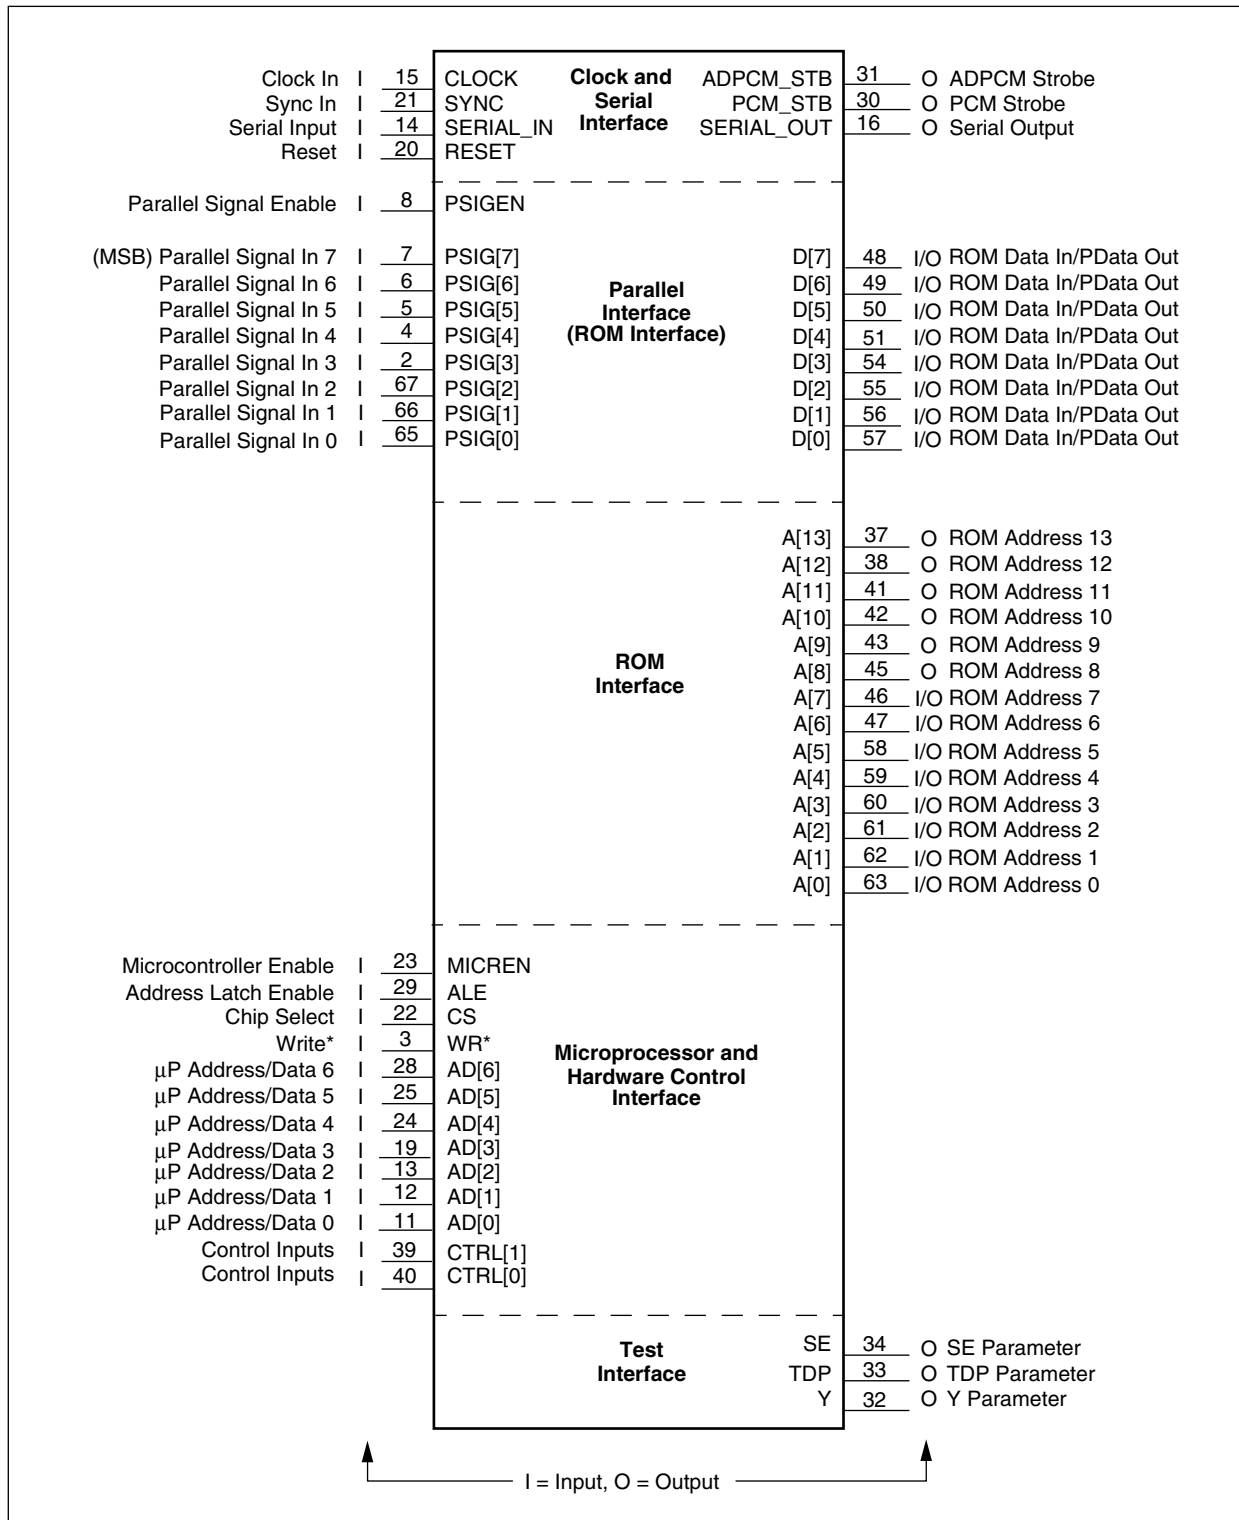 Clock In I 15 CLOCK Clock and ADPCM_STB 31 O ADPCM Strobe
Sync In I 21 SYNC Serial PCM_STB 30 O PCM Strobe
Serial Input I 14 SERIAL_IN Interface SERIAL_OUT 16 O Serial Output
Reset I 20 RESET
Parallel Signal Enable I 8 PSIGEN
(MSB) Parallel Signal In 7 I 7 PSIG[7] D[7] 48 I/O ROM Data In/PData Out
Parallel Signal In 6 I 6 PSIG[6] Parallel D[6] 49 I/O ROM Data In/PData Out
Parallel Signal In 5 I 5 PSIG[5] Interface D[5] 50 I/O ROM Data In/PData Out
Parallel Signal In 4 I 4 PSIG[4] (ROM Interface) D[4] 51 I/O ROM Data In/PData Out
Parallel Signal In 3 I 2 PSIG[3] D[3] 54 I/O ROM Data In/PData Out
Parallel Signal In 2 I 67 PSIG[2] D[2] 55 I/O ROM Data In/PData Out
Parallel Signal In 1 I 66 PSIG[1] D[1] 56 I/O ROM Data In/PData Out
Parallel Signal In 0 I 65 PSIG[0] D[0] 57 I/O ROM Data In/PData Out
A[13] 37 O ROM Address 13
A[12] 38 O ROM Address 12
A[11] 41 O ROM Address 11
A[10] 42 O ROM Address 10
A[9] 43 O ROM Address 9
ROM A[8] 45 O ROM Address 8
Interface A[7] 46 I/O ROM Address 7
A[6] 47 I/O ROM Address 6
A[5] 58 I/O ROM Address 5
A[4] 59 I/O ROM Address 4
A[3] 60 I/O ROM Address 3
A[2] 61 I/O ROM Address 2
A[1] 62 I/O ROM Address 1
A[0] 63 I/O ROM Address 0
Microcontroller Enable I 23 MICREN
Address Latch Enable I 29 ALE
Chip Select I 22 CS
Write* I 3 WR* Microprocessor and
µP Address/Data 6 I 28 AD[6] Hardware Control
µP Address/Data 5 I 25 AD[5] Interface
µP Address/Data 4 I 24 AD[4]
µP Address/Data 3 I 19 AD[3]
µP Address/Data 2 I 13 AD[2]
µP Address/Data 1 I 12 AD[1]
µP Address/Data 0 I 11 AD[0]
Control Inputs I 39 CTRL[1]
Control Inputs I 40 CTRL[0]
Test SE 34 O SE Parameter
Interface TDP 33 O TDP Parameter
Y 32 O Y Parameter
I = Input, O = Output